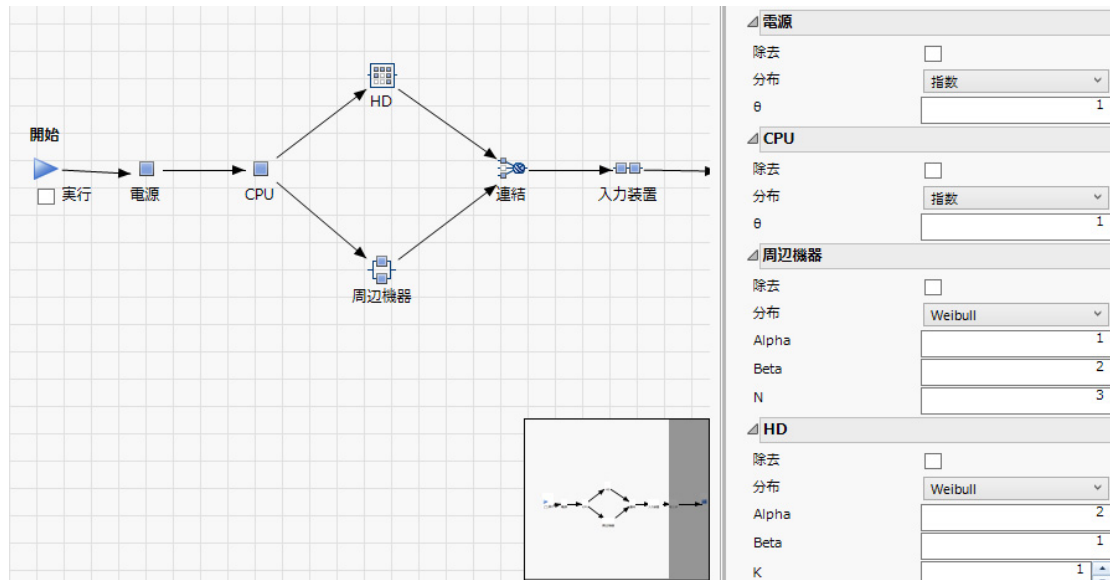 開始
実行
電源
CPU
HD
周辺機器
連結
入力装置
電源
除去
分布 指数
θ 1
CPU
除去
分布 指数
θ 1
周辺機器
除去
分布 Weibull
Alpha 1
Beta 2
N 3
HD
除去
分布 Weibull
Alpha 2
Beta 1
K 1